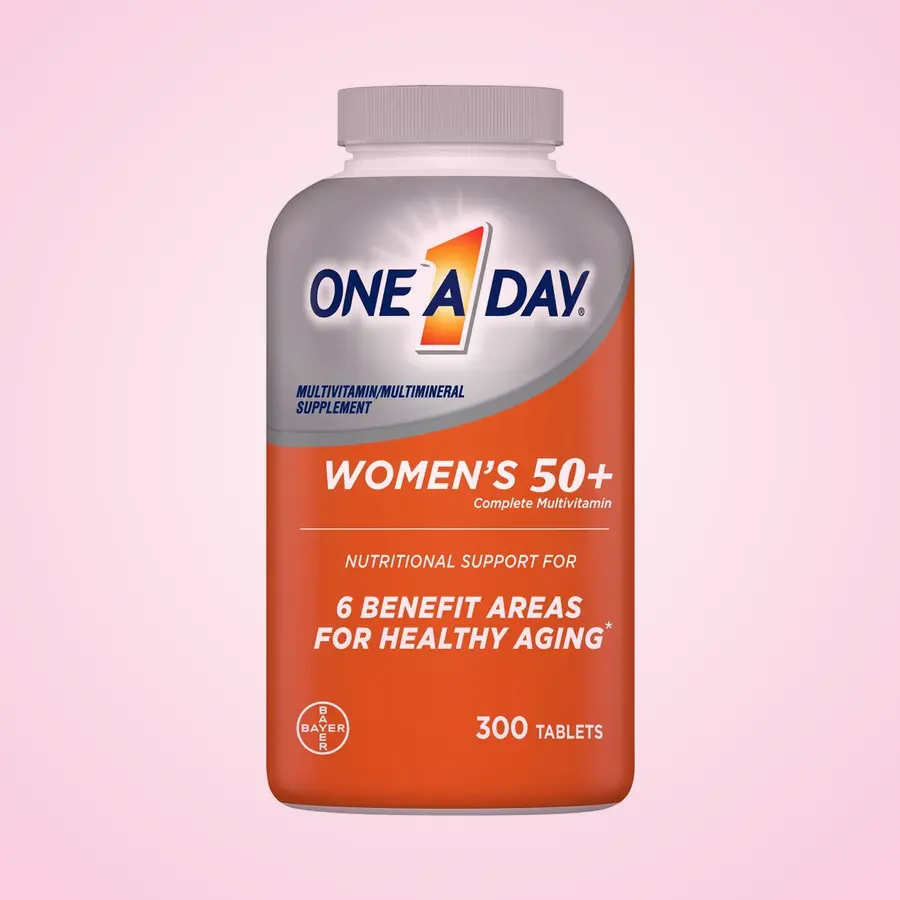 ONE A DAY®
MULTIVITAMIN/MULTIMINERAL
SUPPLEMENT
WOMEN'S 50+
Complete Multivitamin
NUTRITIONAL SUPPORT FOR
6 BENEFIT AREAS
FOR HEALTHY AGING*
BAYER
BAYER
300 TABLETS